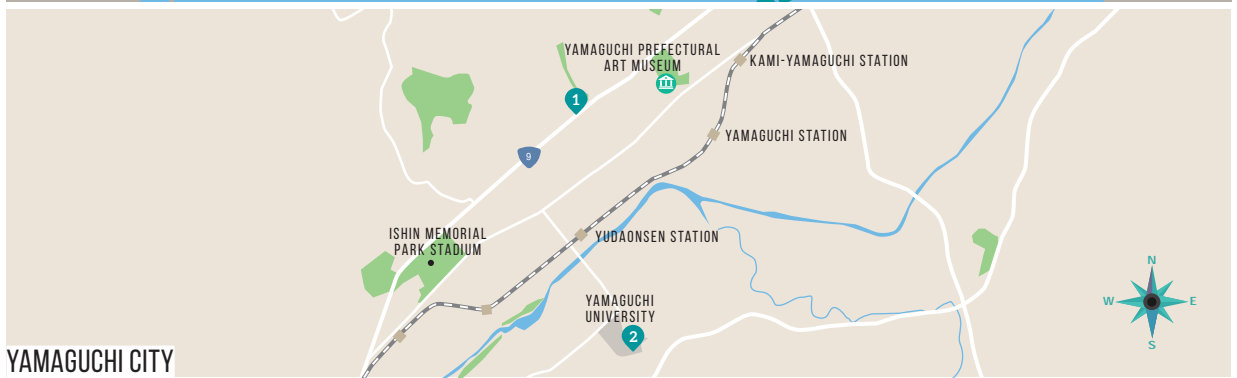 YAMAGUCHI PREFECTURAL
ART MUSEUM
KAMI-YAMAGUCHI STATION
1
YAMAGUCHI STATION
9
ISHIN MEMORIAL
PARK STADIUM
YUDAONSEN STATION
N
W
E
S
YAMAGUCHI
UNIVERSITY
2
YAMAGUCHI CITY